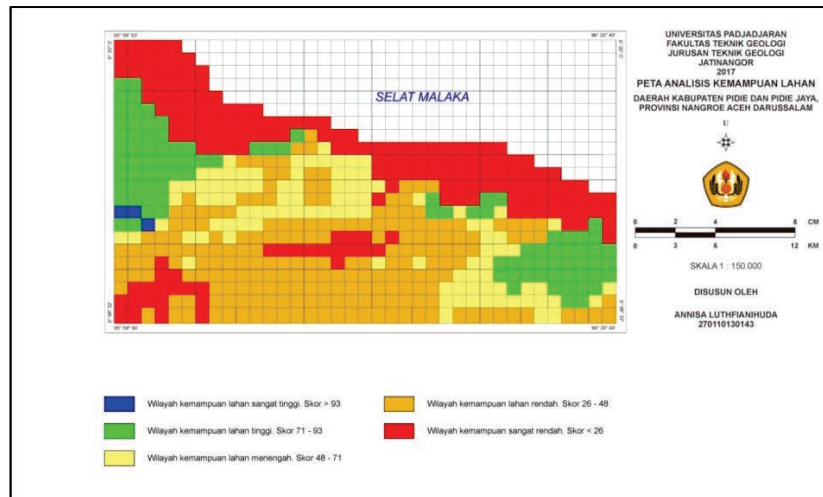 UNIVERSITAS PADJADJARAN
FAKULTAS TEKNIK GEOLOGI
JURUSAN TEKNIK GEOLOGI
JATINANGOR
2017
PETA ANALISIS KEMAMPUAN LAHAN
DAERAH KABUPATEN PIDIE DAN PIDIE JAYA,
PROVINSI NANGROE ACEH DARUSSALAM
U
SELAT MALAKA
0 2 4 8 CM
0 3 6 12 KM
SKALA 1 : 150.000
DISUSUN OLEH
ANNISA LUTHFIANIHUDA
270110130143
Wilayah kemampuan lahan sangat tinggi. Skor > 93
Wilayah kemampuan lahan tinggi. Skor 71 - 93
Wilayah kemampuan lahan menengah. Skor 48 - 71
Wilayah kemampuan lahan rendah. Skor 26 - 48
Wilayah kemampuan sangat rendah. Skor < 26